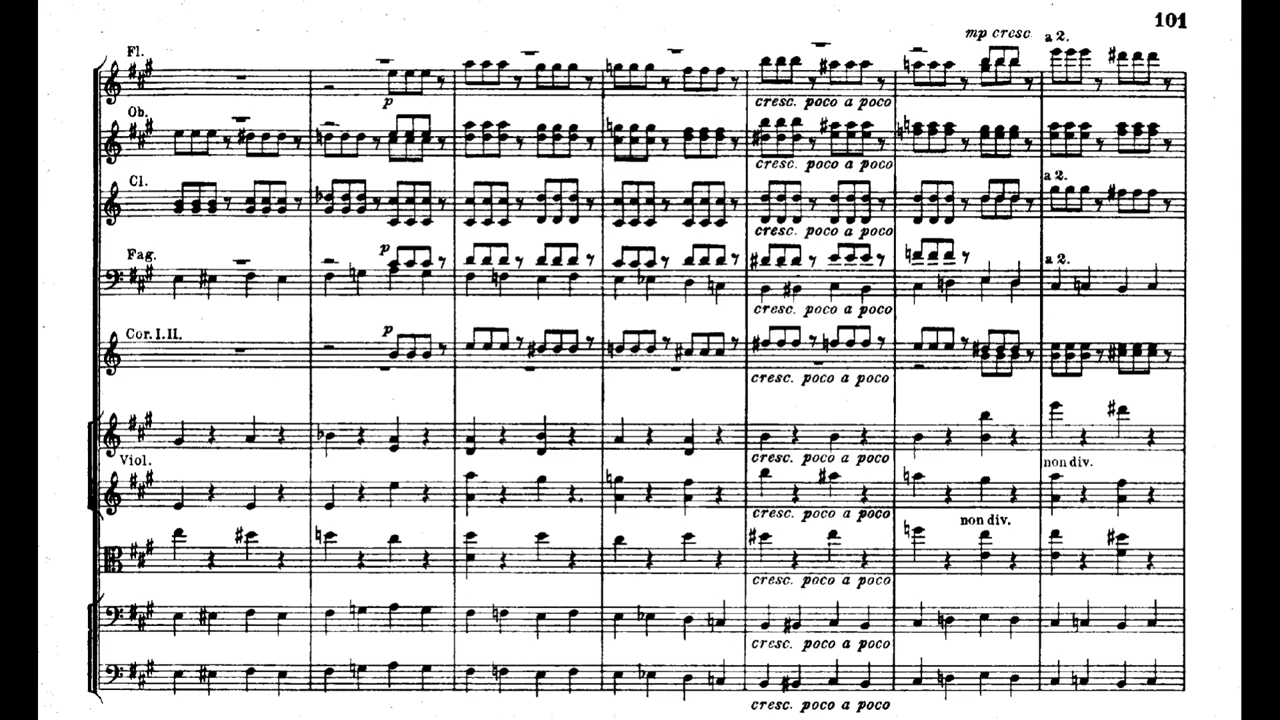 101
mp cresc. a 2.
Fl.
p
cresc. poco a poco
Ob.
cresc. poco a poco
Cl.
a 2.
cresc. poco a poco
p
Fag.
a 2.
cresc. poco a poco
Cor. I. II.
p
cresc. poco a poco
Viol.
cresc. poco a poco
non div.
cresc. poco a poco
non div.
cresc. poco a poco
cresc. poco a poco
cresc. poco a poco